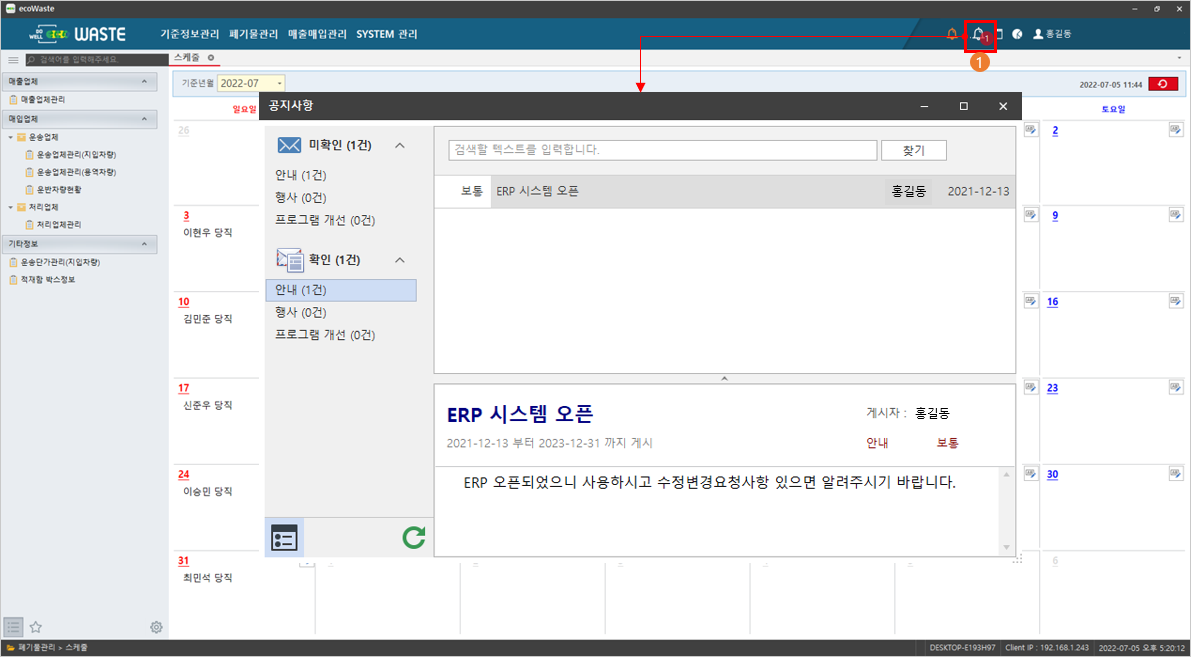 ecoWaste
DO WELL eco WASTE
기준정보관리 폐기물관리 매출매입관리 SYSTEM 관리
1
홍길동
1
검색어를 입력해주세요.
스케줄
매출업체
매출업체관리
매입업체
운송업체
운송업체관리(지입차량)
운송업체관리(용역차량)
운반차량현황
처리업체
처리업체관리
기타정보
운송단가관리(지입차량)
적재함 박스정보
기준년월 2022-07
2022-07-05 11:44
일요일
토요일
26
2
3
이현우 당직
9
10
김민준 당직
16
17
신준우 당직
23
24
이승민 당직
30
31
최민석 당직
6
공지사항
미확인 (1건)
안내 (1건)
행사 (0건)
프로그램 개선 (0건)
확인 (1건)
안내 (1건)
행사 (0건)
프로그램 개선 (0건)
검색할 텍스트를 입력합니다.
찾기
보통 ERP 시스템 오픈 홍길동 2021-12-13
ERP 시스템 오픈
게시자 : 홍길동
2021-12-13 부터 2023-12-31 까지 게시
안내 보통
ERP 오픈되었으니 사용하시고 수정변경요청사항 있으면 알려주시기 바랍니다.
폐기물관리 > 스케줄
DESKTOP-E193H97 Client IP : 192.168.1.243 2022-07-05 오후 5:20:12